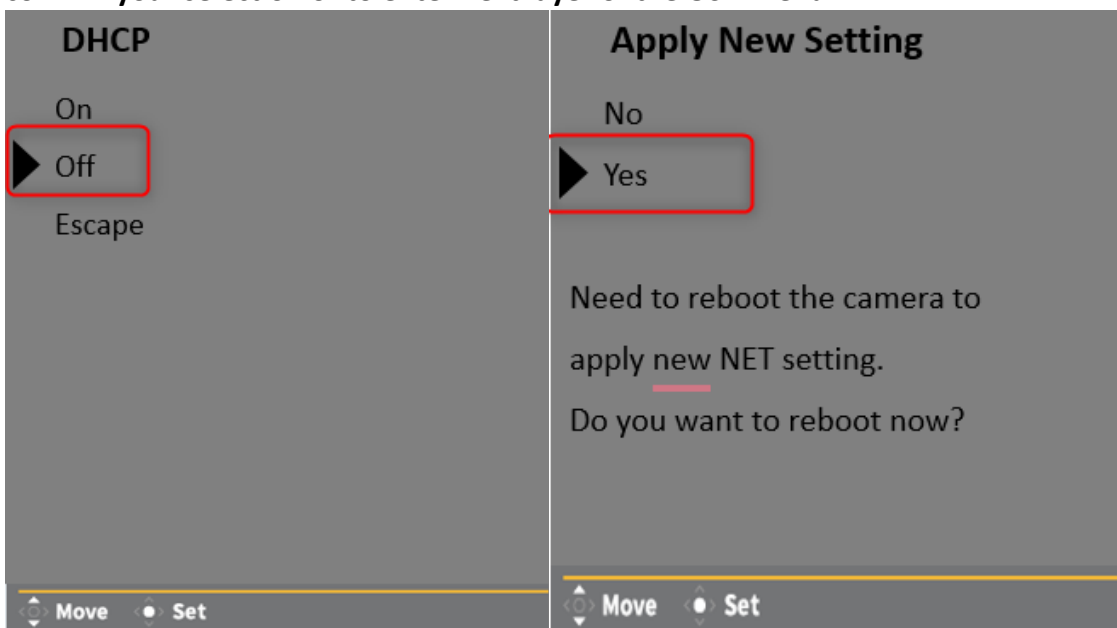 DHCP
On
Off
Escape
Move Set
Apply New Setting
No
Yes
Need to reboot the camera to
apply new NET setting.
Do you want to reboot now?
Move Set